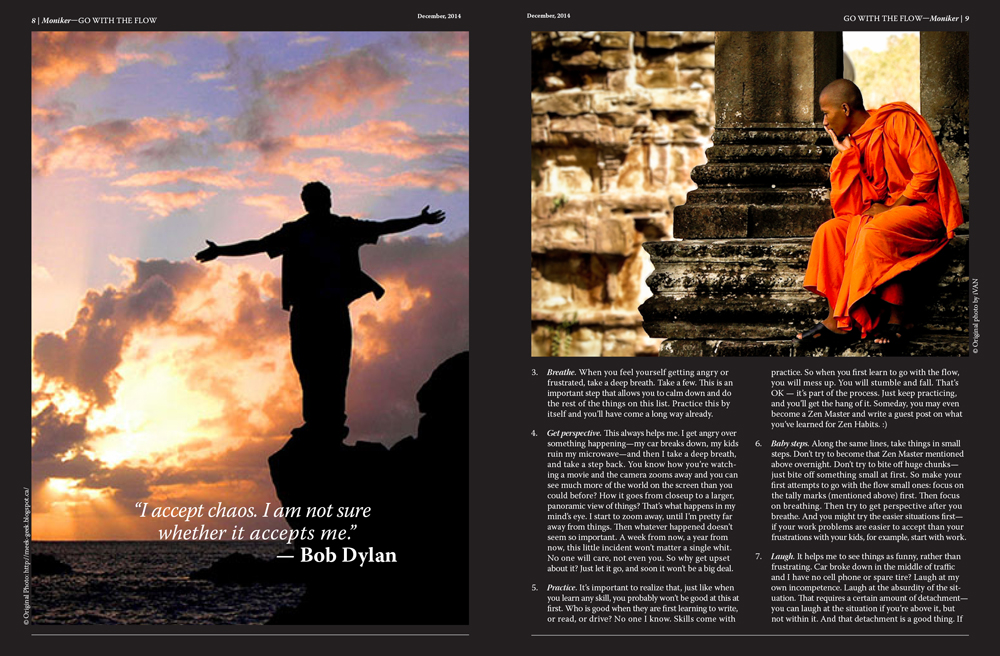 8 | Moniker—GO WITH THE FLOW
December, 2014
“I accept chaos. I am not sure
whether it accepts me.”
— Bob Dylan
© Original Photo: http://meek-geek.blogspot.ca/
December, 2014
GO WITH THE FLOW—Moniker | 9
© Original photo by IVAN
3. Breathe. When you feel yourself getting angry or
frustrated, take a deep breath. Take a few. This is an
important step that allows you to calm down and do
the rest of the things on this list. Practice this by
itself and you’ll have come a long way already.
4. Get perspective. This always helps me. I get angry over
something happening—my car breaks down, my kids
ruin my microwave—and then I take a deep breath,
and take a step back. You know how you’re watch-
ing a movie and the camera zooms away and you can
see much more of the world on the screen than you
could before? How it goes from closeup to a larger,
panoramic view of things? That’s what happens in my
mind’s eye. I start to zoom away, until I’m pretty far
away from things. Then whatever happened doesn’t
seem so important. A week from now, a year from
now, this little incident won’t matter a single whit.
No one will care, not even you. So why get upset
about it? Just let it go, and soon it won’t be a big deal.
5. Practice. It’s important to realize that, just like when
you learn any skill, you probably won’t be good at this at
first. Who is good when they are first learning to write,
or read, or drive? No one I know. Skills come with
practice. So when you first learn to go with the flow,
you will mess up. You will stumble and fall. That’s
OK — it’s part of the process. Just keep practicing,
and you’ll get the hang of it. Someday, you may even
become a Zen Master and write a guest post on what
you’ve learned for Zen Habits. :)
6. Baby steps. Along the same lines, take things in small
steps. Don’t try to become that Zen Master mentioned
above overnight. Don’t try to bite off huge chunks—
just bite off something small at first. So make your
first attempts to go with the flow small ones: focus on
the tally marks (mentioned above) first. Then focus
on breathing. Then try to get perspective after you
breathe. And you might try the easier situations first—
if your work problems are easier to accept than your
frustrations with your kids, for example, start with work.
7. Laugh. It helps me to see things as funny, rather than
frustrating. Car broke down in the middle of traffic
and I have no cell phone or spare tire? Laugh at my
own incompetence. Laugh at the absurdity of the sit-
uation. That requires a certain amount of detachment—
you can laugh at the situation if you’re above it, but
not within it. And that detachment is a good thing. If